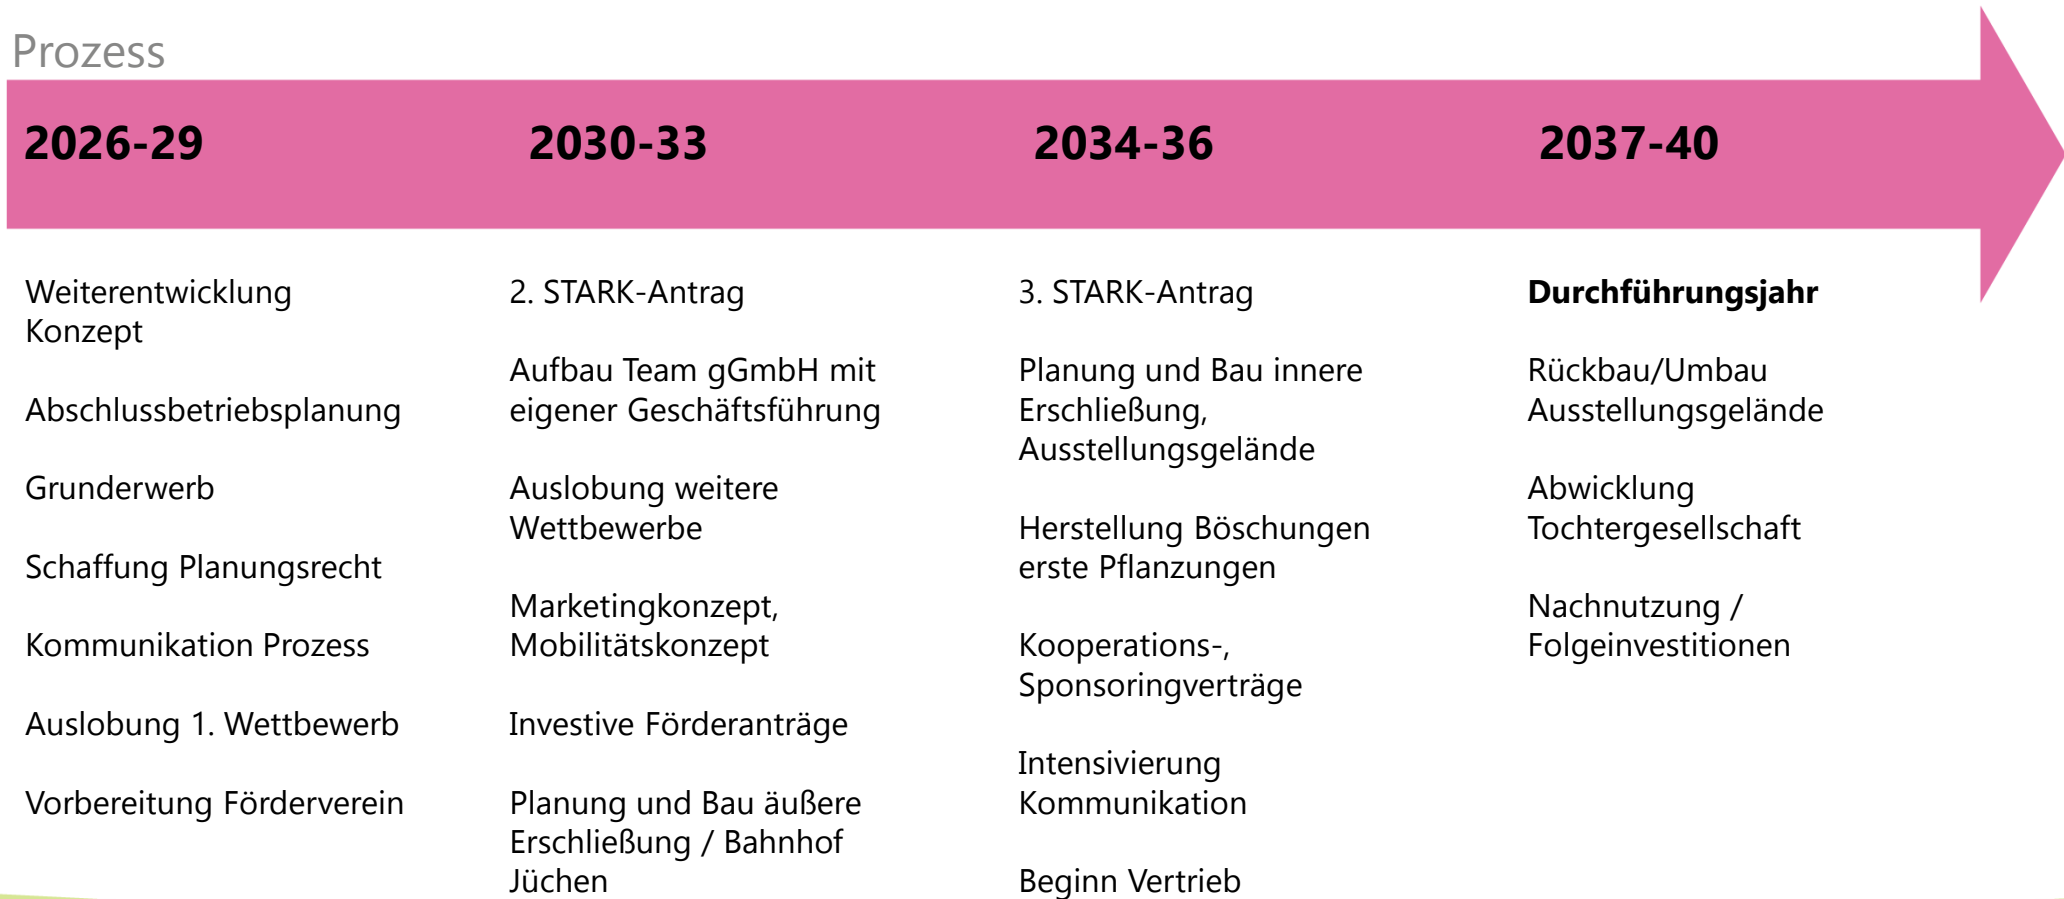 Prozess
2026-29
2030-33
2034-36
2037-40
Weiterentwicklung
Konzept
Abschlussbetriebsplanung
Grunderwerb
Schaffung Planungsrecht
Kommunikation Prozess
Auslobung 1. Wettbewerb
Vorbereitung Förderverein
2. STARK-Antrag
Aufbau Team gGmbH mit
eigener Geschäftsführung
Auslobung weitere
Wettbewerbe
Marketingkonzept,
Mobilitätskonzept
Investive Förderanträge
Planung und Bau äußere
Erschließung / Bahnhof
Jüchen
3. STARK-Antrag
Planung und Bau innere
Erschließung,
Ausstellungsgelände
Herstellung Böschungen
erste Pflanzungen
Kooperations-,
Sponsoringverträge
Intensivierung
Kommunikation
Beginn Vertrieb
Durchführungsjahr
Rückbau/Umbau
Ausstellungsgelände
Abwicklung
Tochtergesellschaft
Nachnutzung /
Folgeinvestitionen